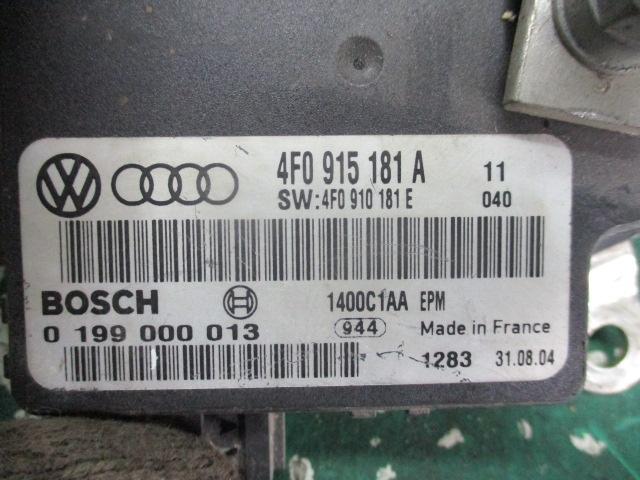 4F0 915 181 A 11
SW:4F0 910 181 E 040
BOSCH 1400C1AA EPM
0 199 000 013 944 Made in France
1283 31.08.04